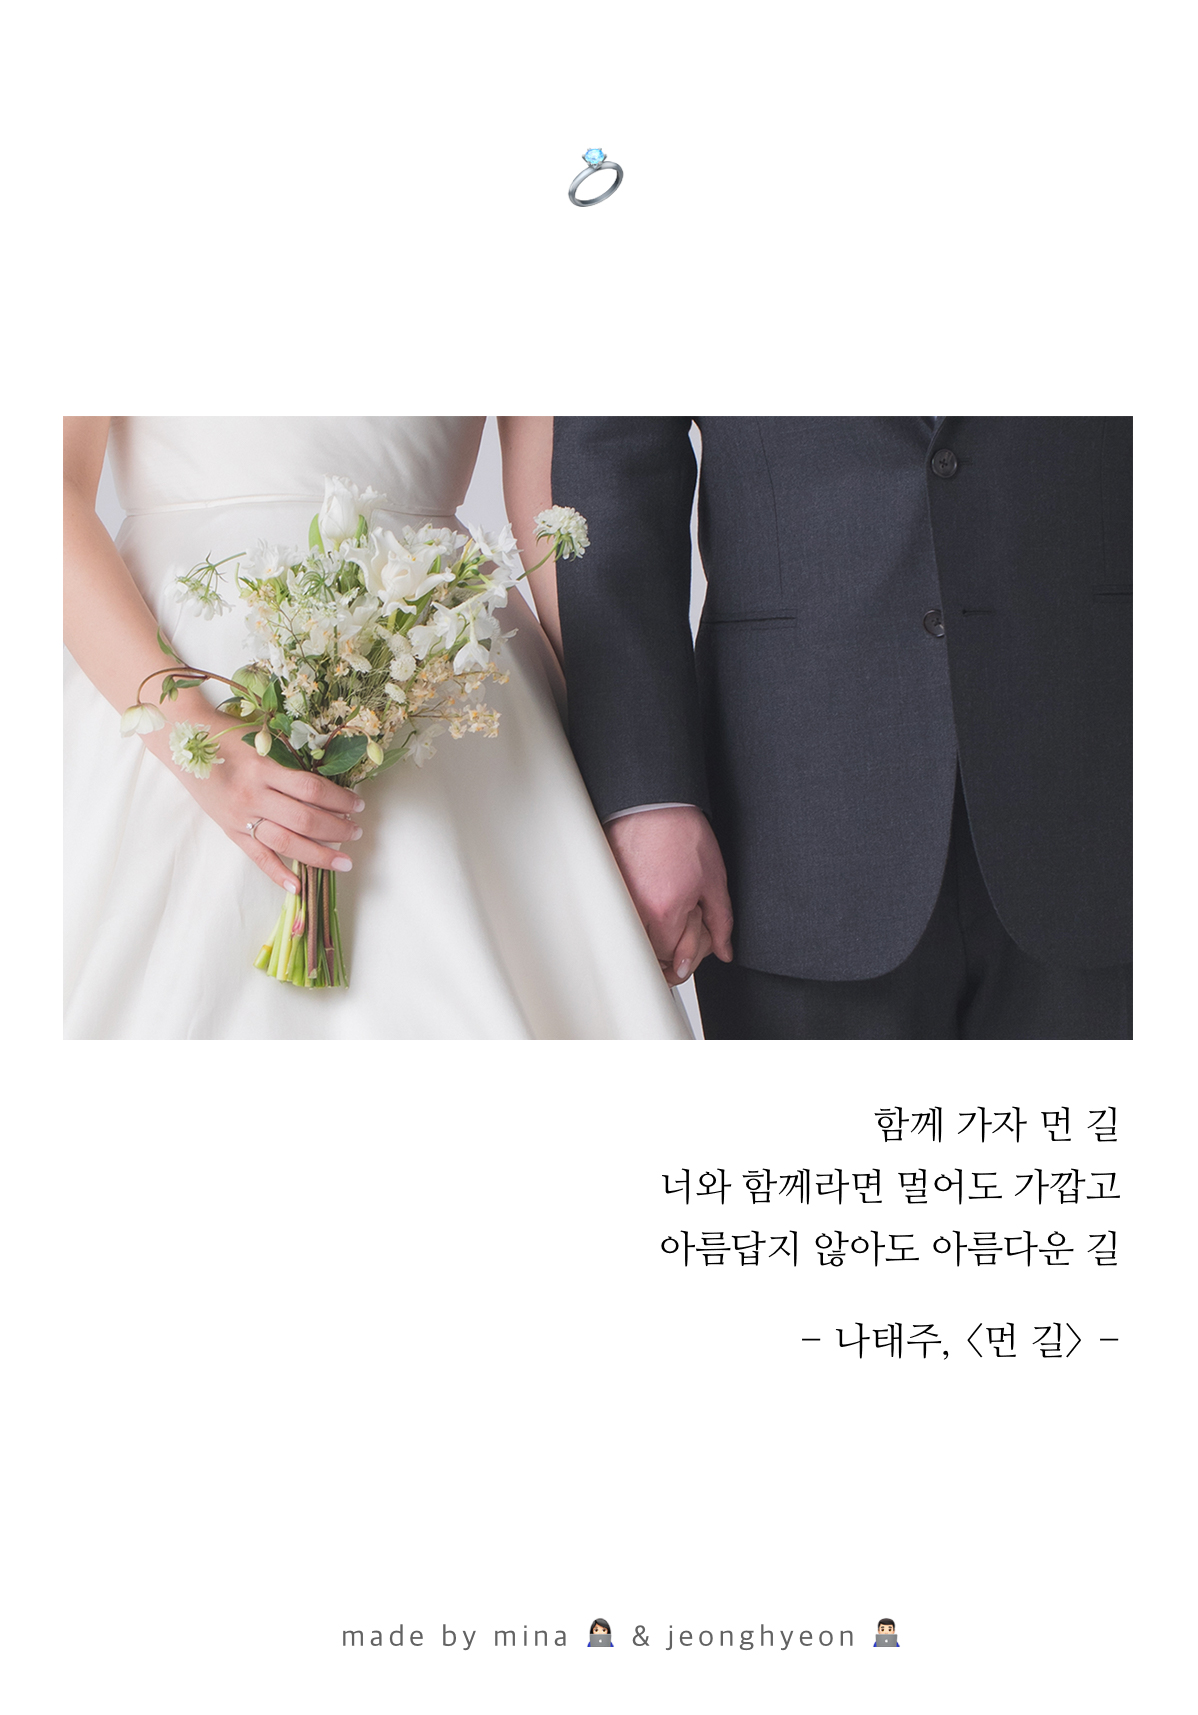 함께 가자 먼 길
너와 함께라면 멀어도 가깝고
아름답지 않아도 아름다운 길
- 나태주, 〈먼 길〉 -
made by mina 👩🏻‍💻 & jeonghyeon 👨🏻‍💻